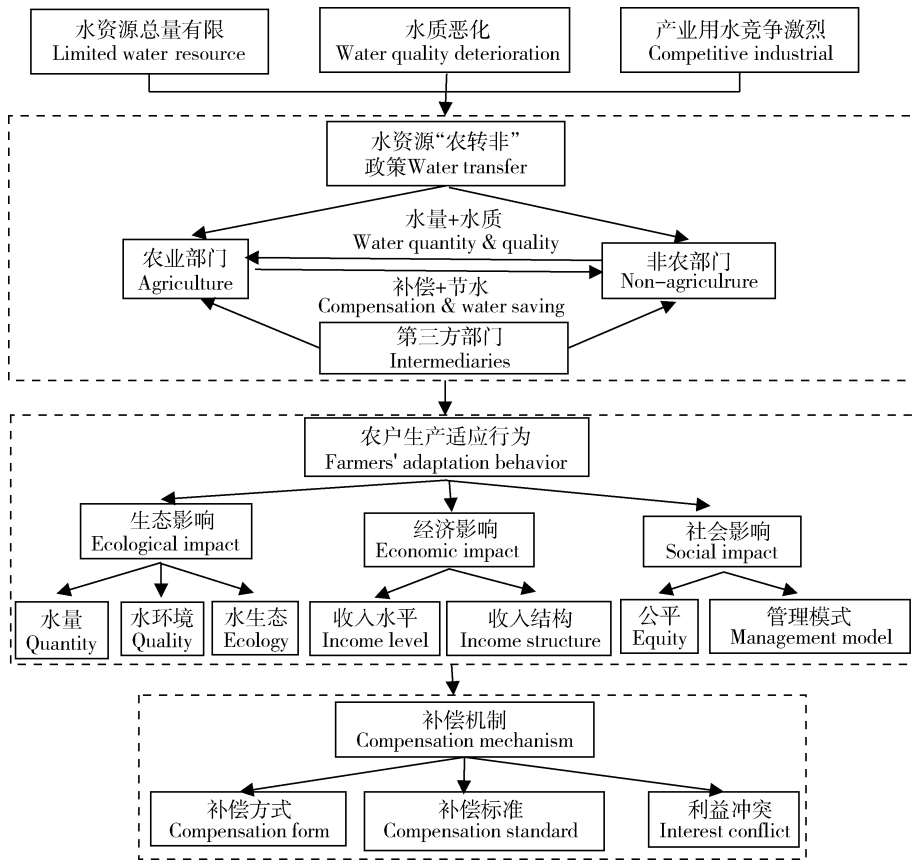 水资源总量有限
Limited water resource
水质恶化
Water quality deterioration
产业用水竞争激烈
Competitive industrial
水资源“农转非”
政策Water transfer
水量+水质
Water quantity & quality
农业部门
Agriculture
非农部门
Non-agriculrure
补偿+节水
Compensation & water saving
第三方部门
Intermediaries
农户生产适应行为
Farmers' adaptation behavior
生态影响
Ecological impact
经济影响
Economic impact
社会影响
Social impact
水量
Quantity
水环境
Quality
水生态
Ecology
收入水平
Income level
收入结构
Income structure
公平
Equity
管理模式
Management model
补偿机制
Compensation mechanism
补偿方式
Compensation form
补偿标准
Compensation standard
利益冲突
Interest conflict